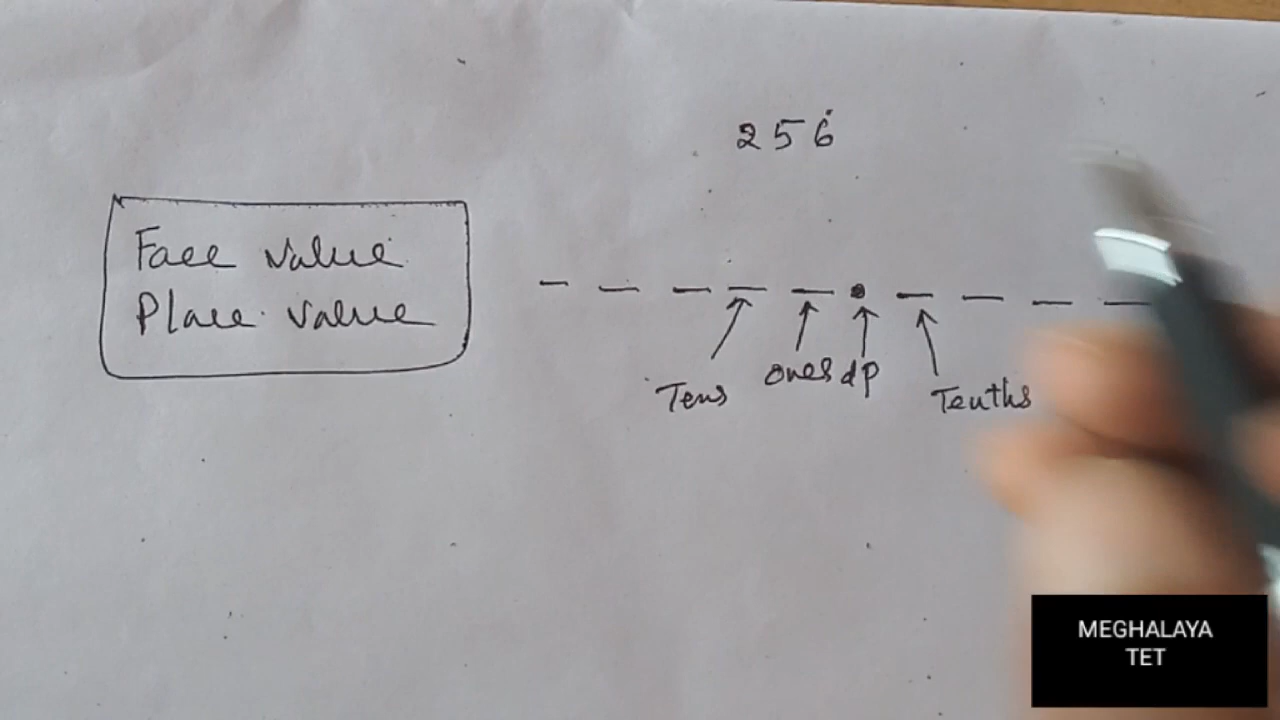 256
Face value
Place value
Tens ones dp Tenths
MEGHALAYA
TET